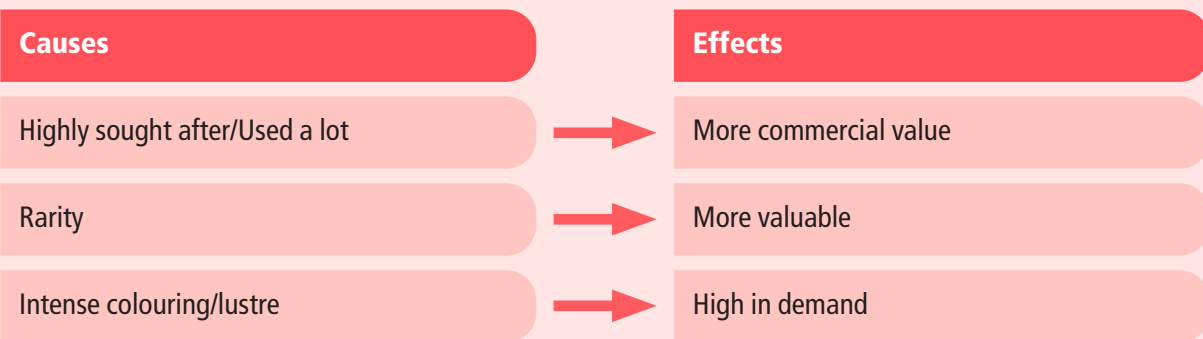 Causes
Effects
Highly sought after/Used a lot
More commercial value
Rarity
More valuable
Intense colouring/lustre
High in demand